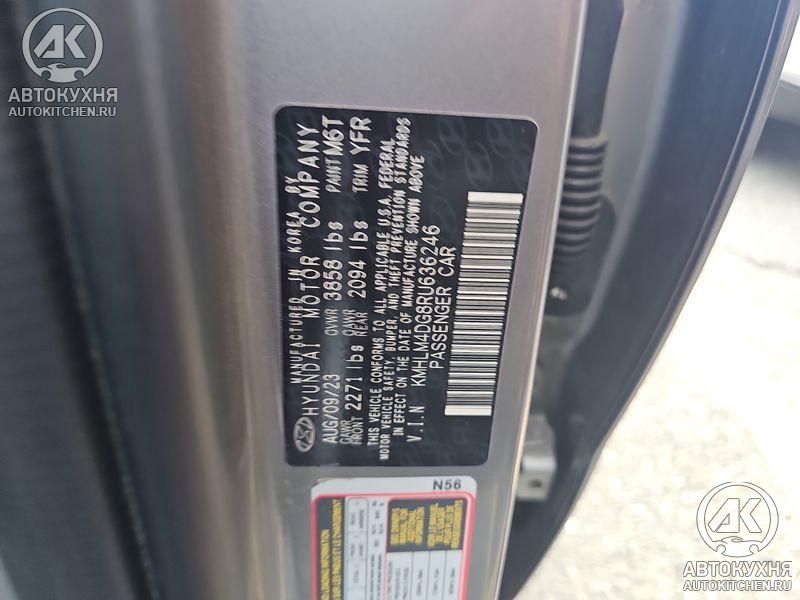 AK
АВТОКУХНЯ
AUTOKITCHEN.RU
MANUFACTURED IN KOREA BY
HYUNDAI MOTOR COMPANY
AUG/09/23 GVWR 3858 lbs PAINT M6T
GAWR FRONT 2271 lbs GAWR REAR 2094 lbs TRIM YFR
THIS VEHICLE CONFORMS TO ALL APPLICABLE U.S.A. FEDERAL
MOTOR VEHICLE SAFETY, BUMPER, AND THEFT PREVENTION STANDARDS
IN EFFECT ON THE DATE OF MANUFACTURE SHOWN ABOVE
V.I.N KMHLM4DG8RU636246
PASSENGER CAR
N56
AK
АВТОКУХНЯ
AUTOKITCHEN.RU